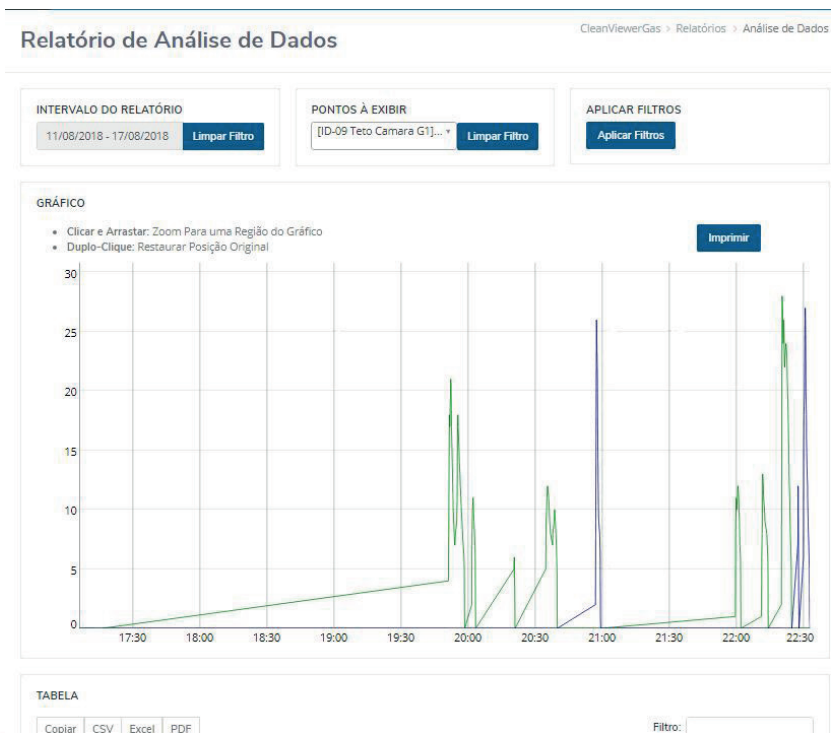 CleanViewerGas > Relatórios > Análise de Dados
Relatório de Análise de Dados
INTERVALO DO RELATÓRIO
11/08/2018 - 17/08/2018 Limpar Filtro
PONTOS À EXIBIR
[ID-09 Teto Camara G1]... Limpar Filtro
APLICAR FILTROS
Aplicar Filtros
GRÁFICO
• Clicar e Arrastar: Zoom Para uma Região do Gráfico
• Duplo-Clique: Restaurar Posição Original
Imprimir
30
25
20
15
10
5
0
17:30 18:00 18:30 19:00 19:30 20:00 20:30 21:00 21:30 22:00 22:30
TABELA
Copiar CSV Excel PDF
Filtro: